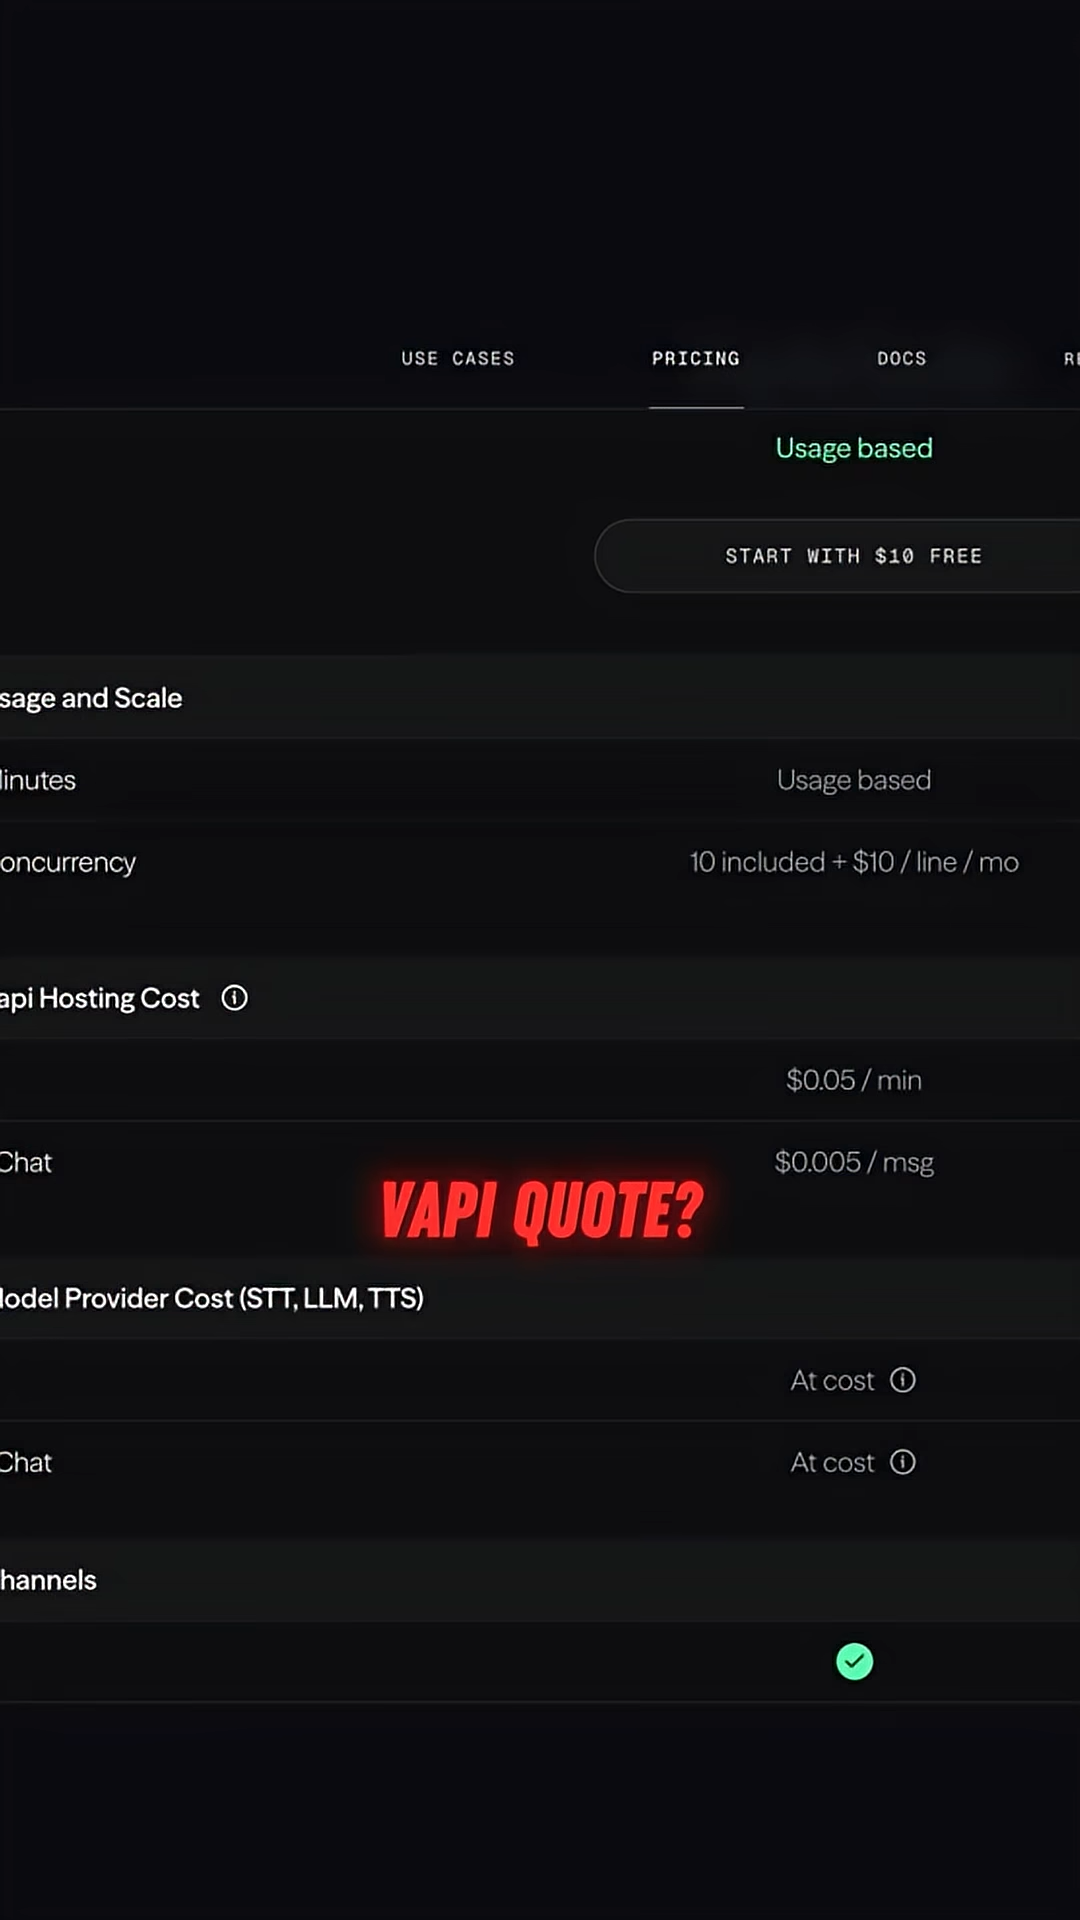 USE CASES PRICING DOCS
Usage based
START WITH $10 FREE
sage and Scale
inutes Usage based
oncurrency 10 included + $10 / line / mo
api Hosting Cost
$0.05 / min
Chat $0.005 / msg
VAPI QUOTE?
odel Provider Cost (STT, LLM, TTS)
At cost
Chat At cost
hannels